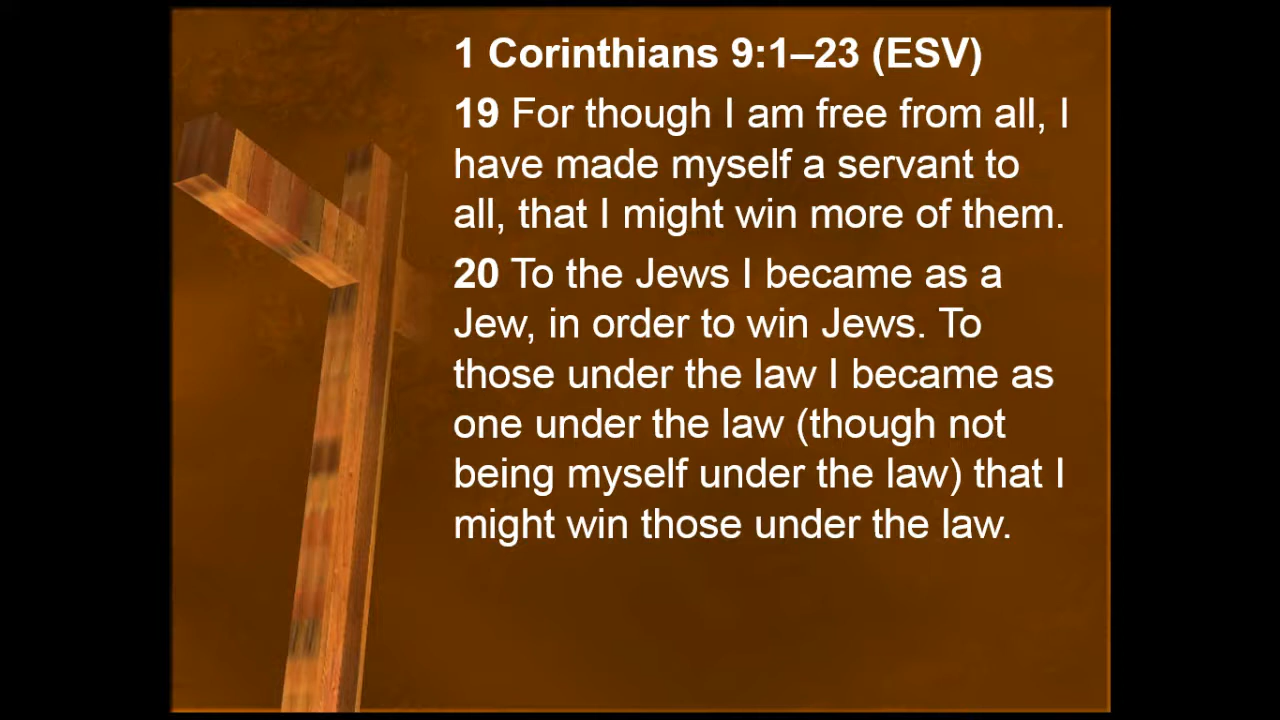 1 Corinthians 9:1–23 (ESV)
19 For though I am free from all, I
have made myself a servant to
all, that I might win more of them.
20 To the Jews I became as a
Jew, in order to win Jews. To
those under the law I became as
one under the law (though not
being myself under the law) that I
might win those under the law.